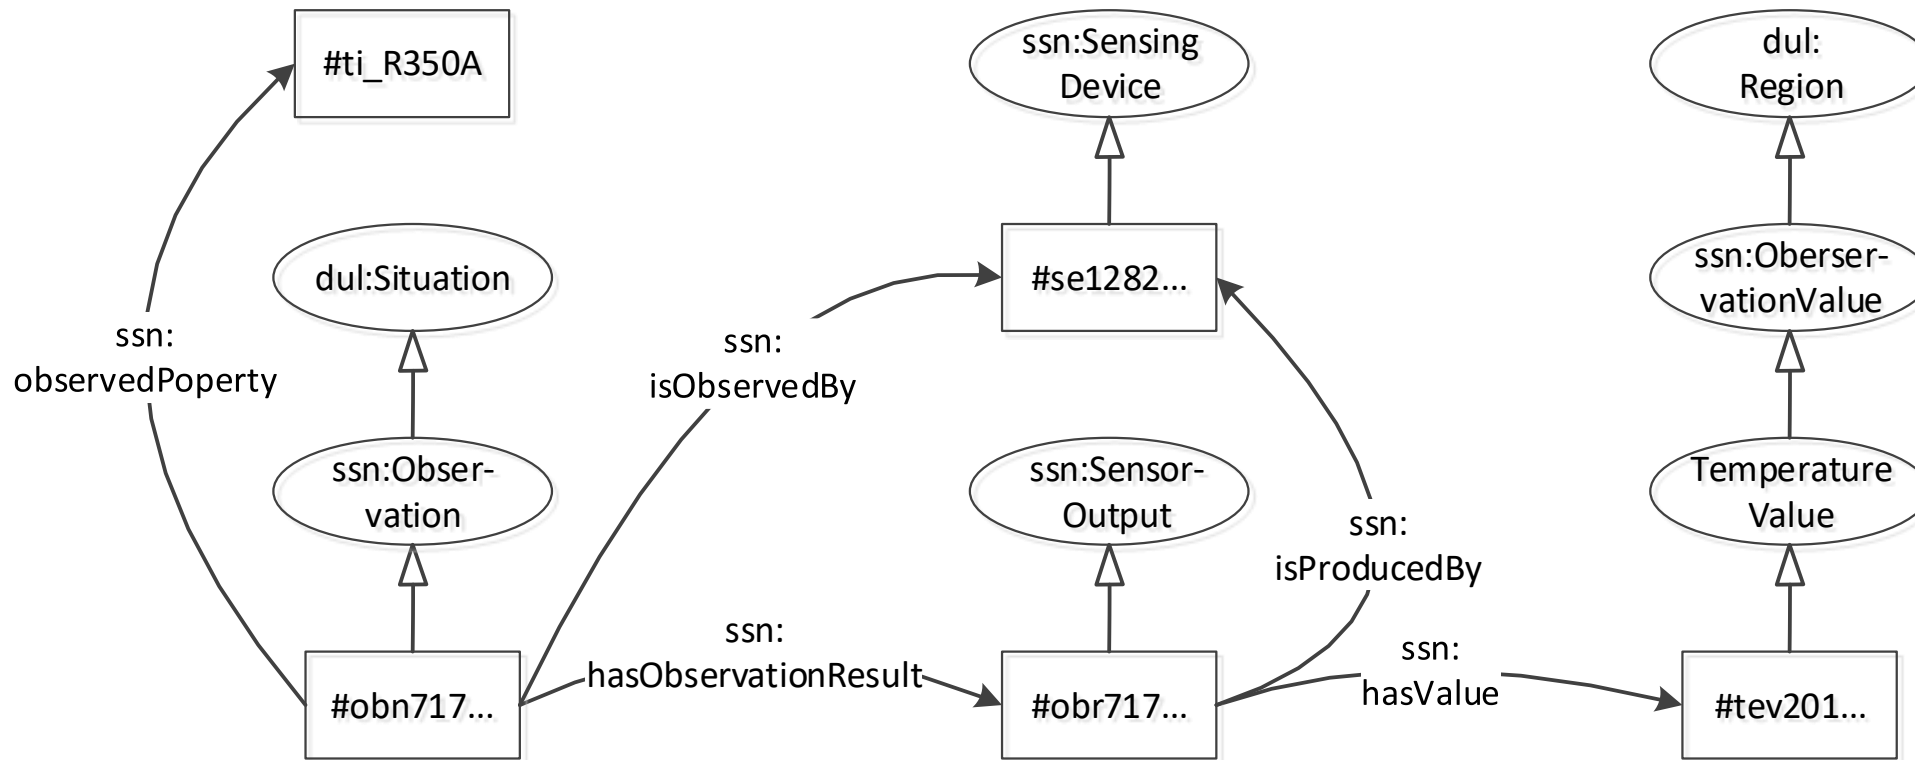 #ti_R350A
ssn:Sensing
Device
dul:
Region
dul:Situation
#se1282...
ssn:Oberser-
vationValue
ssn:
observedPoperty
ssn:
isObservedBy
ssn:Obser-
vation
ssn:Sensor-
Output
Temperature
Value
ssn:
isProducedBy
ssn:
hasObservationResult
ssn:
hasValue
#obn717...
#obr717...
#tev201...